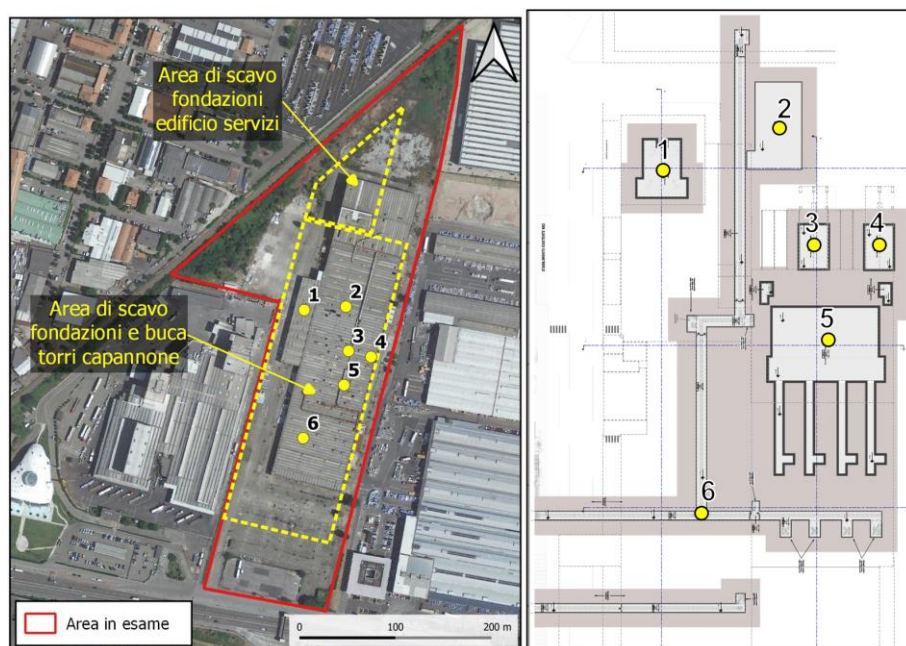 Area di scavo
fondazioni
edificio servizi
Area di scavo
fondazioni e buca
torri capannone
1
2
3
4
5
6
Area in esame
0
100
200 m
1
2
3
4
5
6